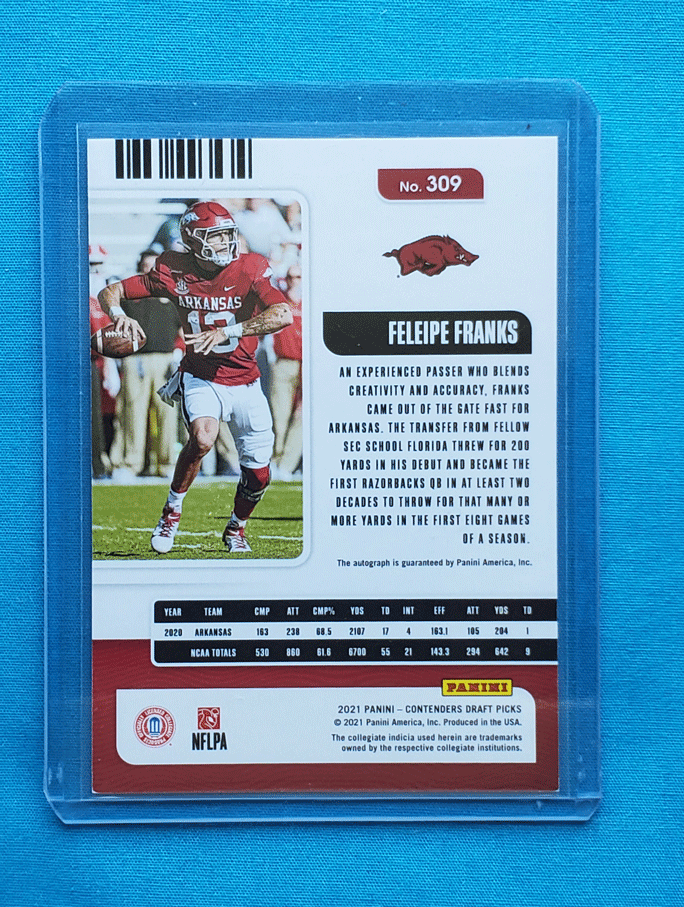 No. 309
ARKANSAS
13
FELEIPE FRANKS
AN EXPERIENCED PASSER WHO BLENDS
CREATIVITY AND ACCURACY, FRANKS
CAME OUT OF THE GATE FAST FOR
ARKANSAS. THE TRANSFER FROM FELLOW
SEC SCHOOL FLORIDA THREW FOR 200
YARDS IN HIS DEBUT AND BECAME THE
FIRST RAZORBACKS QB IN AT LEAST TWO
DECADES TO THROW FOR THAT MANY OR
MORE YARDS IN THE FIRST EIGHT GAMES
OF A SEASON.
The autograph is guaranteed by Panini America, Inc.
YEAR TEAM CMP ATT CMP% YDS TD INT EFF ATT YDS TD
2020 ARKANSAS 163 238 68.5 2107 17 4 163.1 105 204 1
NCAA TOTALS 530 860 61.6 6700 55 21 143.3 294 642 9
PANINI
2021 PANINI – CONTENDERS DRAFT PICKS
© 2021 Panini America, Inc. Produced in the USA.
The collegiate indicia used herein are trademarks
owned by the respective collegiate institutions.
OFFICIALLY LICENSED COLLEGIATE PRODUCTS
NFLPA